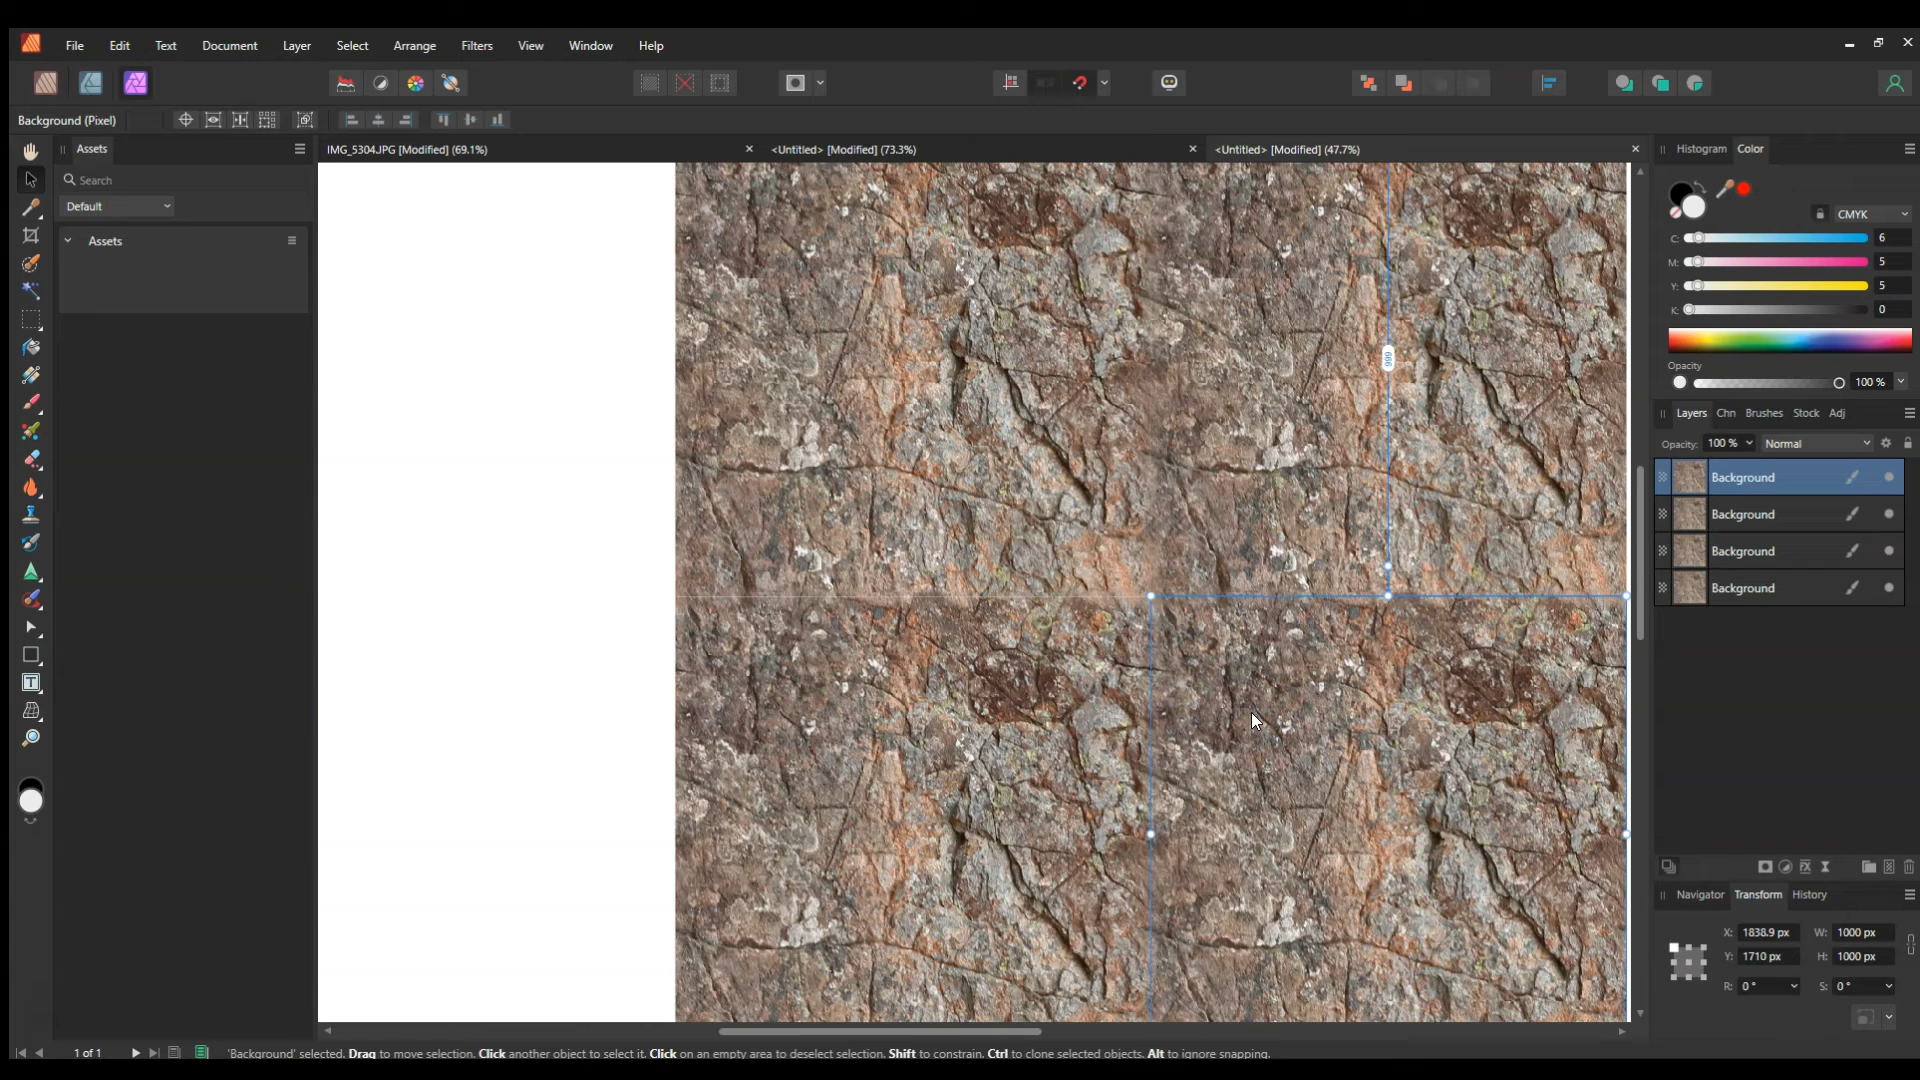 File Edit Text Document Layer Select Arrange Filters View Window Help
Background (Pixel)
Assets
IMG_5304.JPG [Modified] (69.1%)
<Untitled> [Modified] (73.3%)
<Untitled> [Modified] (47.7%)
Histogram Color
Search
Default
Assets
CMYK
C: 6
M: 5
Y: 5
K: 0
Opacity
100 %
666
Layers Chn Brushes Stock Adj
Opacity: 100 % Normal
Background
Background
Background
Background
Navigator Transform History
X: 1838.9 px W: 1000 px
Y: 1710 px H: 1000 px
R: 0 ° S: 0 °
1 of 1
'Background' selected. Drag to move selection. Click another object to select it. Click on an empty area to deselect selection. Shift to constrain. Ctrl to clone selected objects. Alt to ignore snapping.